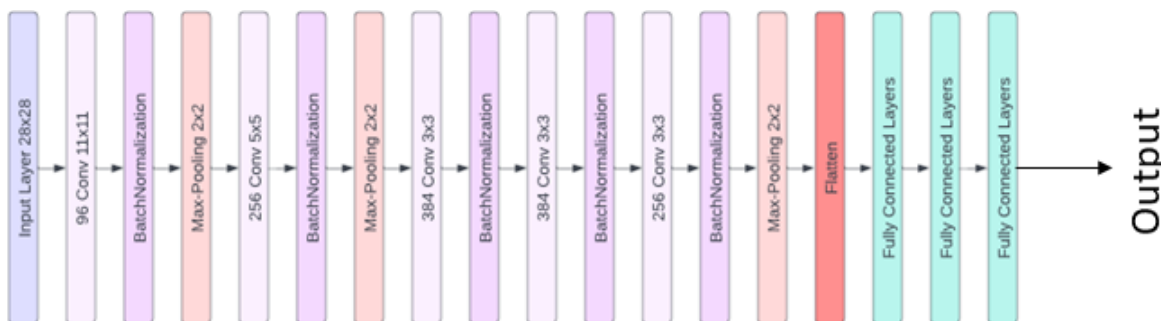 Input Layer 28x28
96 Conv 11x11
BatchNormalization
Max-Pooling 2x2
256 Conv 5x5
BatchNormalization
Max-Pooling 2x2
384 Conv 3x3
BatchNormalization
384 Conv 3x3
BatchNormalization
256 Conv 3x3
BatchNormalization
Max-Pooling 2x2
Flatten
Fully Connected Layers
Fully Connected Layers
Fully Connected Layers
Output